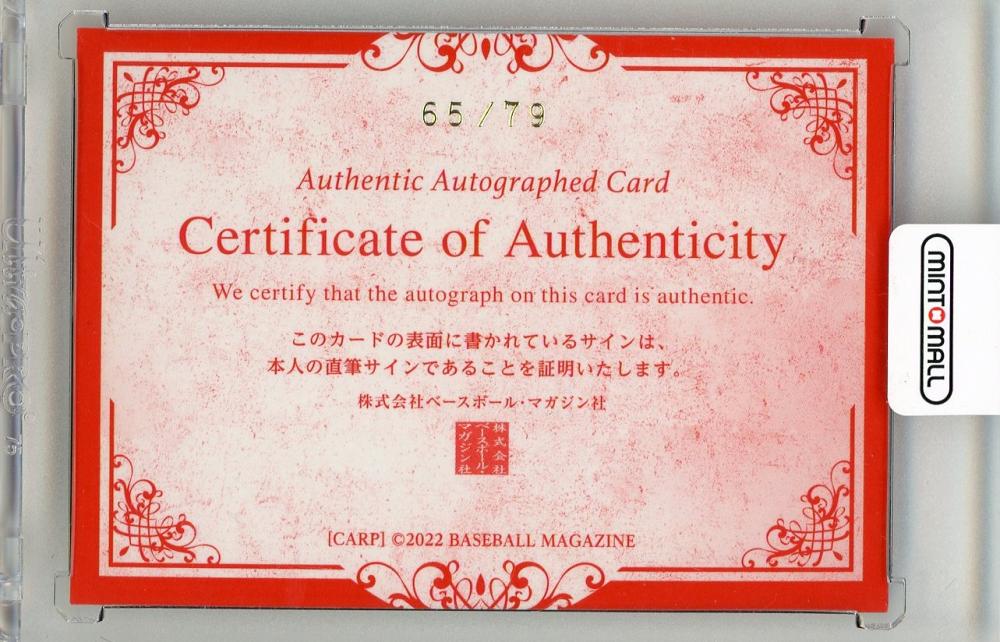 65/79
Authentic Autographed Card
Certificate of Authenticity
We certify that the autograph on this card is authentic.
このカードの表面に書かれているサインは、
本人の直筆サインであることを証明いたします。
株式会社ベースボール・マガジン社
株式会社
ベースボール・
マガジン社
[CARP] ©2022 BASEBALL MAGAZINE
MINT MALL